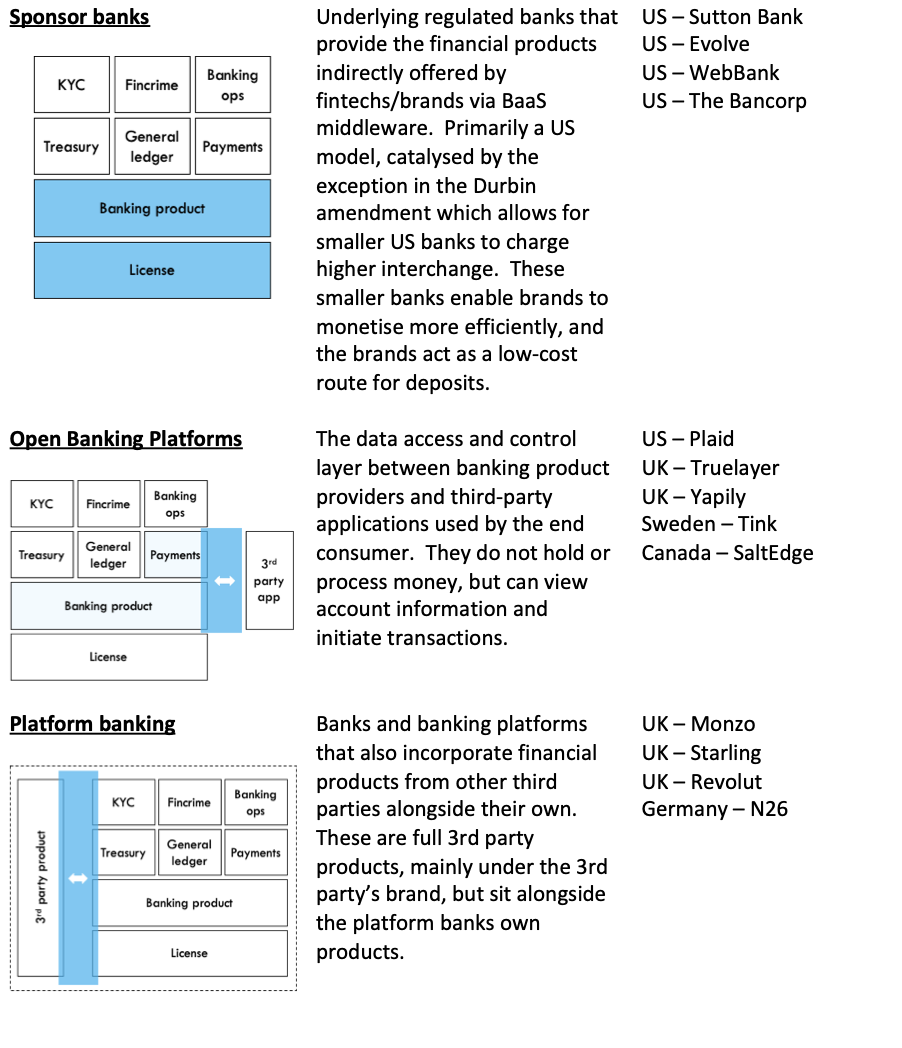 Sponsor banks
KYC
Fincrime
Banking
ops
Treasury
General
ledger
Payments
Banking product
License
Underlying regulated banks that
provide the financial products
indirectly offered by
fintechs/brands via BaaS
middleware. Primarily a US
model, catalysed by the
exception in the Durbin
amendment which allows for
smaller US banks to charge
higher interchange. These
smaller banks enable brands to
monetise more efficiently, and
the brands act as a low-cost
route for deposits.
US – Sutton Bank
US – Evolve
US – WebBank
US – The Bancorp
Open Banking Platforms
KYC
Fincrime
Banking
ops
Treasury
General
ledger
Payments
Banking product
License
3rd
party
app
The data access and control
layer between banking product
providers and third-party
applications used by the end
consumer. They do not hold or
process money, but can view
account information and
initiate transactions.
US – Plaid
UK – Truelayer
UK – Yapily
Sweden – Tink
Canada – SaltEdge
Platform banking
3rd party product
KYC
Fincrime
Banking
ops
Treasury
General
ledger
Payments
Banking product
License
Banks and banking platforms
that also incorporate financial
products from other third
parties alongside their own.
These are full 3rd party
products, mainly under the 3rd
party’s brand, but sit alongside
the platform banks own
products.
UK – Monzo
UK – Starling
UK – Revolut
Germany – N26